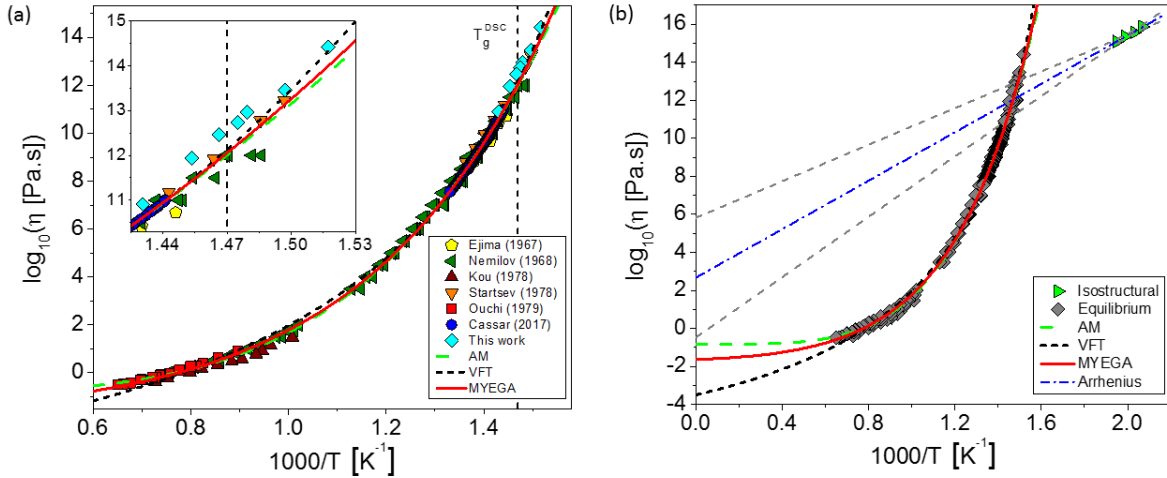 (a)
log₁₀(η [Pa.s])
14
12
10
8
6
4
2
0
0.6
0.8
1.0
1.2
1.4
1000/T [K⁻¹]
15
14
13
12
11
1.44
1.47
1.50
1.53
T_g^DSC
Ejima (1967)
Nemilov (1968)
Kou (1978)
Startsev (1978)
Ouchi (1979)
Cassar (2017)
This work
AM
VFT
MYEGA
(b)
log₁₀(η [Pa.s])
16
14
12
10
8
6
4
2
0
-2
-4
0.0
0.4
0.8
1.2
1.6
2.0
1000/T [K⁻¹]
Isostructural
Equilibrium
AM
VFT
MYEGA
Arrhenius